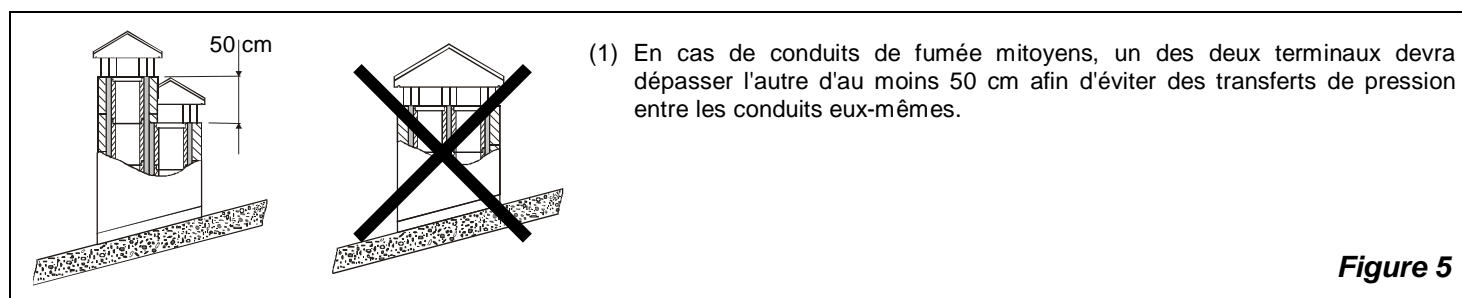 50 cm
(1) En cas de conduits de fumée mitoyens, un des deux terminaux devra
dépasser l'autre d'au moins 50 cm afin d'éviter des transferts de pression
entre les conduits eux-mêmes.
Figure 5